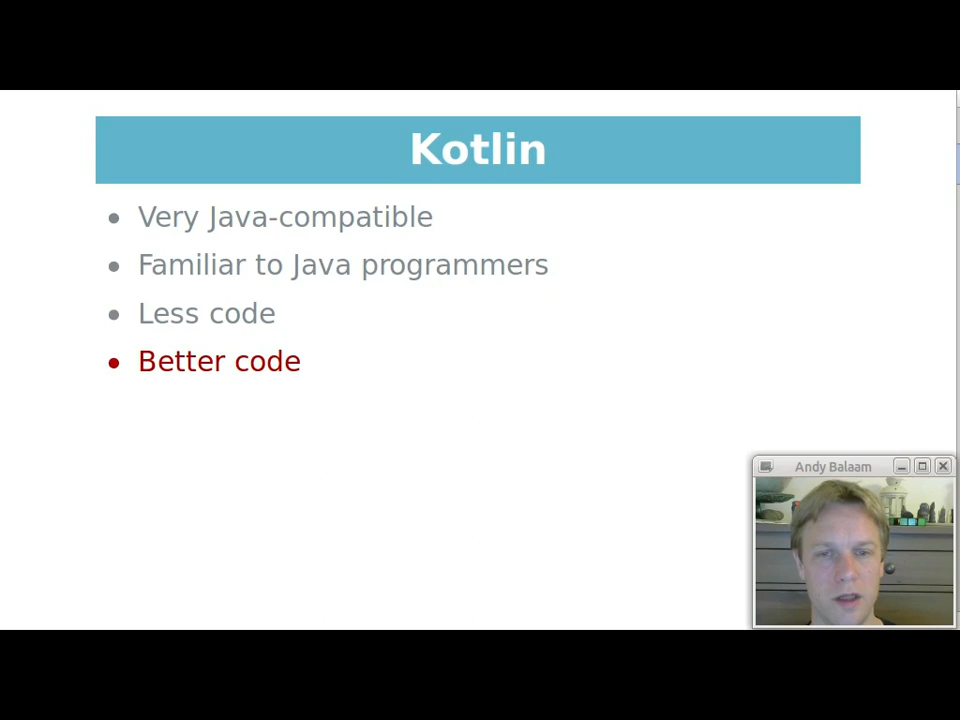 Kotlin
Very Java-compatible
Familiar to Java programmers
Less code
Better code
Andy Balaam